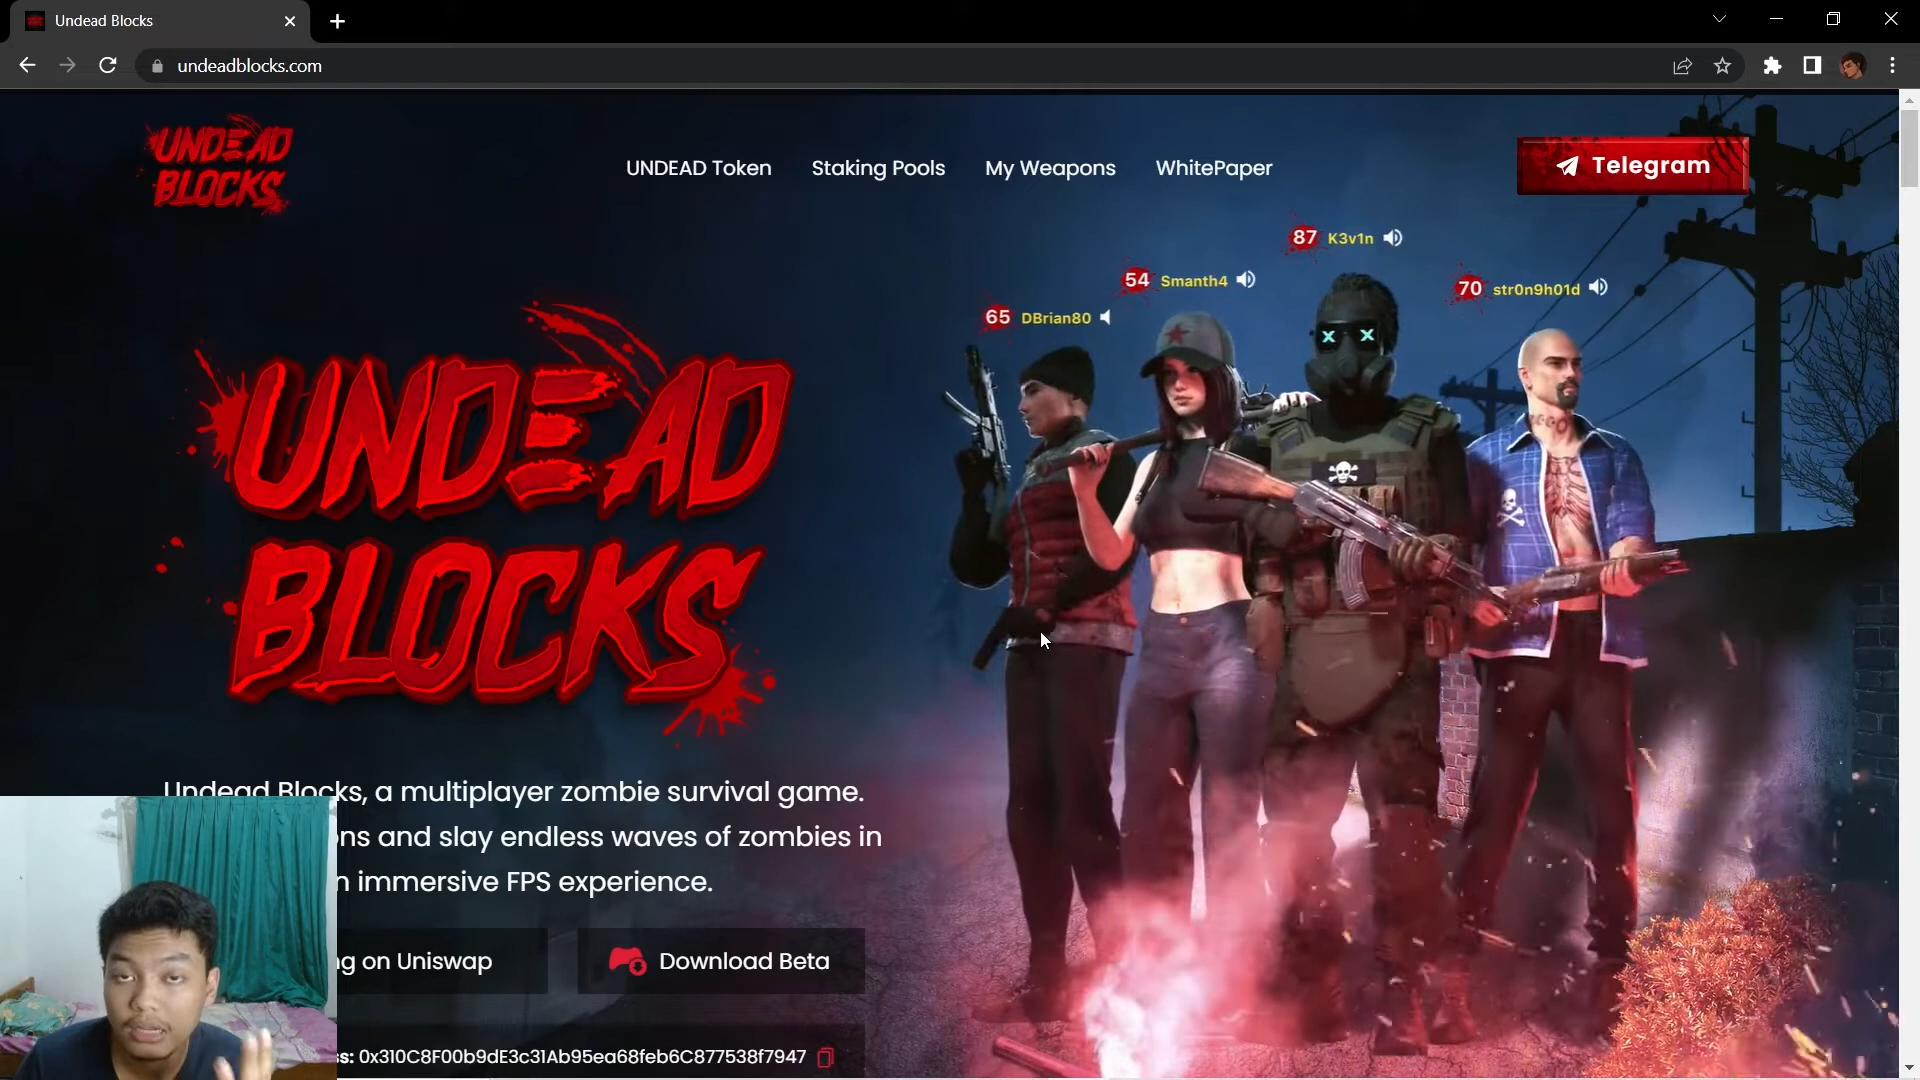 Undead Blocks
undeadblocks.com
UNDEAD BLOCKS
UNDEAD Token
Staking Pools
My Weapons
WhitePaper
Telegram
87 K3v1n
54 Smanth4
70 str0n9h01d
65 DBrian80
UNDEAD
BLOCKS
Undead Blocks, a multiplayer zombie survival game.
ns and slay endless waves of zombies in
n immersive FPS experience.
ng on Uniswap
Download Beta
ss: 0x310C8F00b9dE3c31Ab95ea68feb6C877538f7947